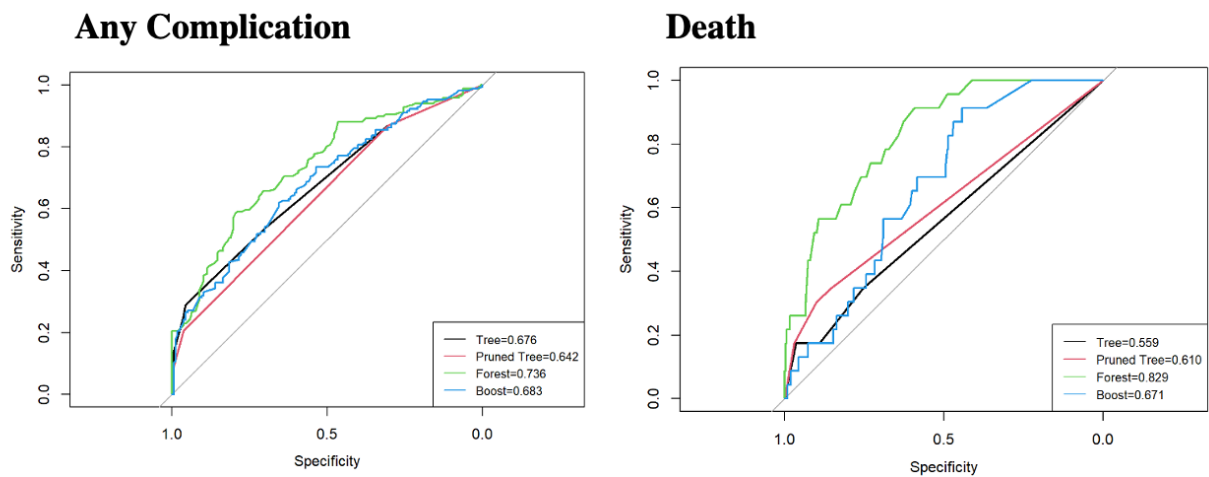 Any Complication
Sensitivity
1.0
0.8
0.6
0.4
0.2
0.0
Tree=0.676
Pruned Tree=0.642
Forest=0.736
Boost=0.683
1.0 0.5 0.0
Specificity
Death
Sensitivity
1.0
0.8
0.6
0.4
0.2
0.0
Tree=0.559
Pruned Tree=0.610
Forest=0.829
Boost=0.671
1.0 0.5 0.0
Specificity